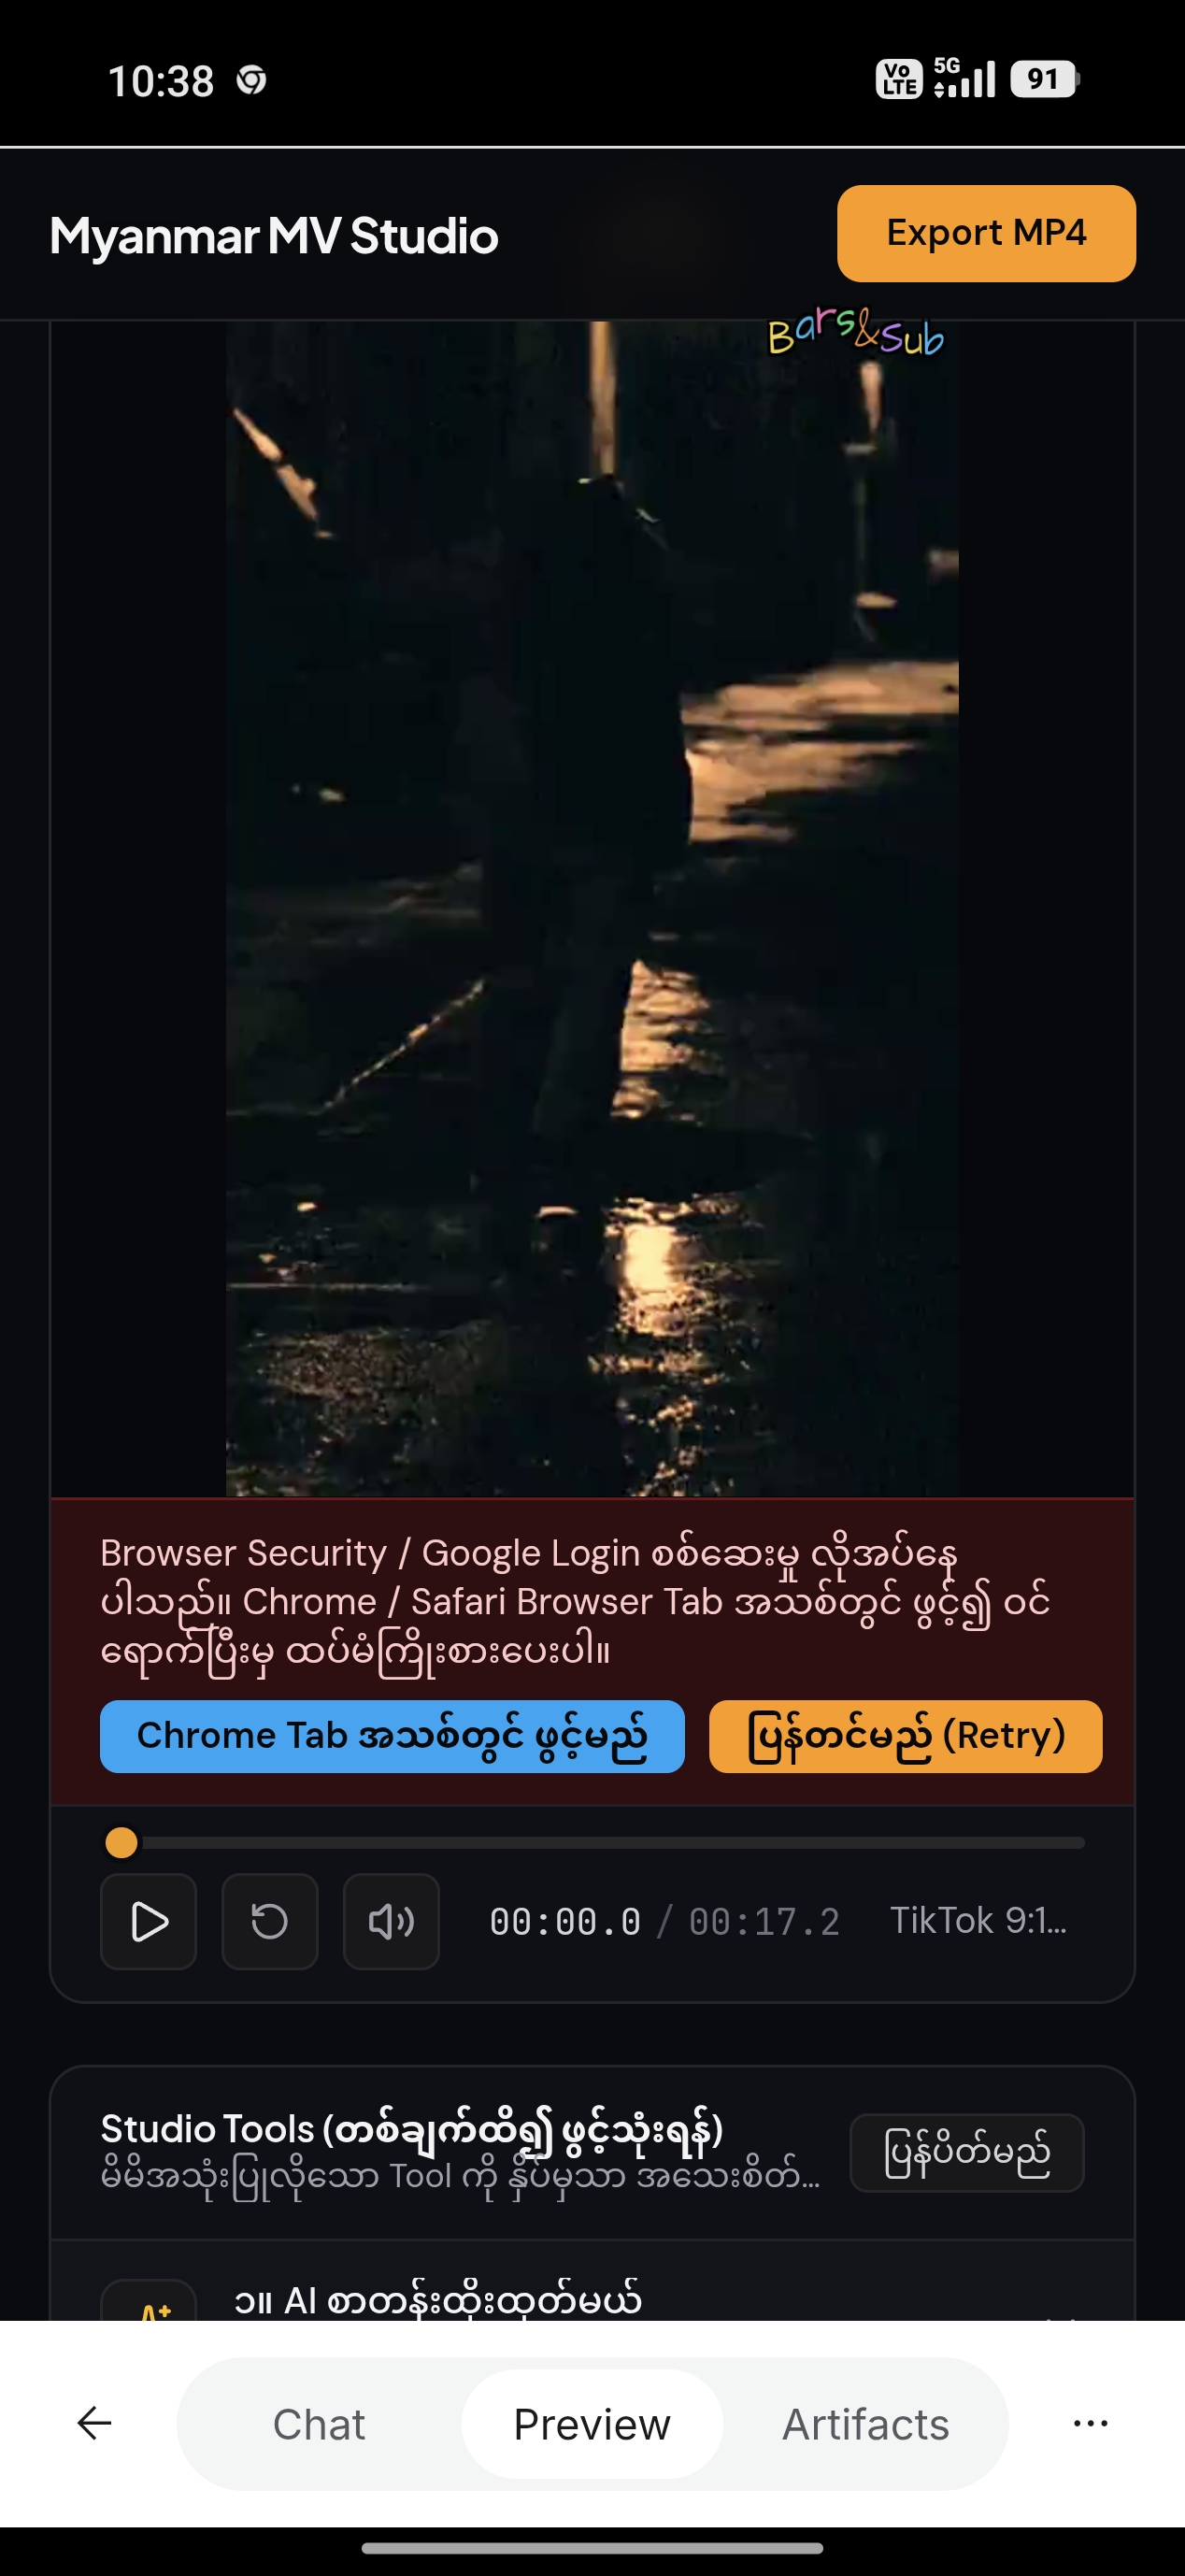 10:38
Vo LTE 5G 91
Myanmar MV Studio
Export MP4
Bars&Sub
Browser Security / Google Login စစ်ဆေးမှု လိုအပ်နေ
ပါသည်။ Chrome / Safari Browser Tab အသစ်တွင် ဖွင့်၍ ဝင်
ရောက်ပြီးမှ ထပ်မံကြိုးစားပေးပါ။
Chrome Tab အသစ်တွင် ဖွင့်မည်
ပြန်တင်မည် (Retry)
00:00.0 / 00:17.2
TikTok 9:1...
Studio Tools (တစ်ချက်ထိ၍ ဖွင့်သုံးရန်)
မိမိအသုံးပြုလိုသော Tool ကို နှိပ်မှသာ အသေးစိတ်...
ပြန်ပိတ်မည်
၁။ AI စာတန်းထိုးထုတ်မယ်
Chat
Preview
Artifacts